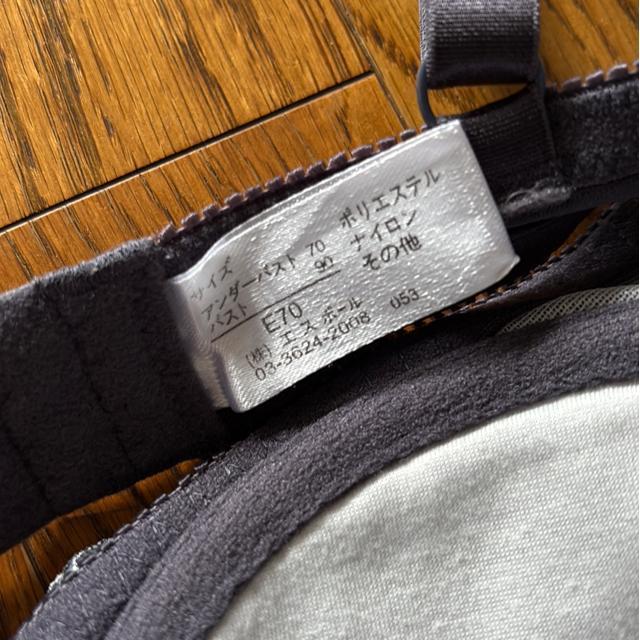 サイズ
アンダーバスト 70
バスト 90
E70
ポリエステル
ナイロン
その他
(株) エスポール
03-3624-2008 053